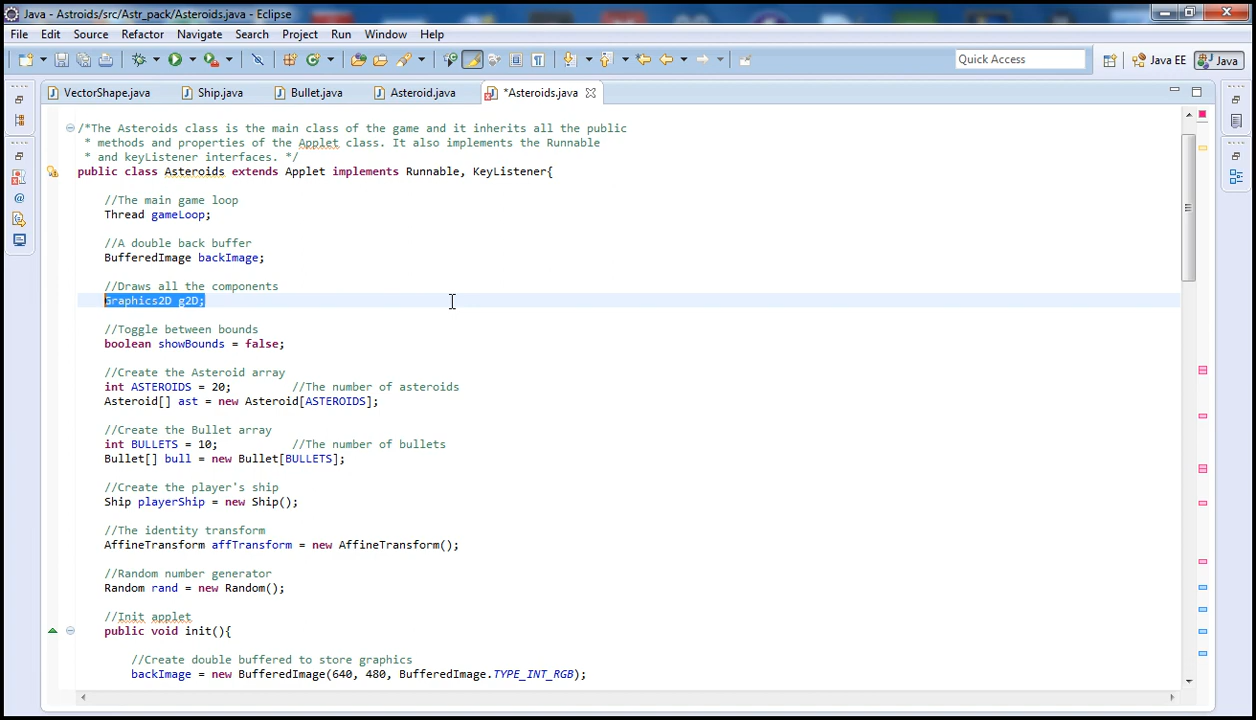 Java - Astroids/src/Astr_pack/Asteroids.java - Eclipse
File Edit Source Refactor Navigate Search Project Run Window Help
Quick Access
Java EE
Java
VectorShape.java
Ship.java
Bullet.java
Asteroid.java
*Asteroids.java
/*The Asteroids class is the main class of the game and it inherits all the public
* methods and properties of the Applet class. It also implements the Runnable
* and keyListener interfaces. */
public class Asteroids extends Applet implements Runnable, KeyListener{
//The main game loop
Thread gameLoop;
//A double back buffer
BufferedImage backImage;
//Draws all the components
Graphics2D g2D;
//Toggle between bounds
boolean showBounds = false;
//Create the Asteroid array
int ASTEROIDS = 20; //The number of asteroids
Asteroid[] ast = new Asteroid[ASTEROIDS];
//Create the Bullet array
int BULLETS = 10; //The number of bullets
Bullet[] bull = new Bullet[BULLETS];
//Create the player's ship
Ship playerShip = new Ship();
//The identity transform
AffineTransform affTransform = new AffineTransform();
//Random number generator
Random rand = new Random();
//Init applet
public void init(){
//Create double buffered to store graphics
backImage = new BufferedImage(640, 480, BufferedImage.TYPE_INT_RGB);